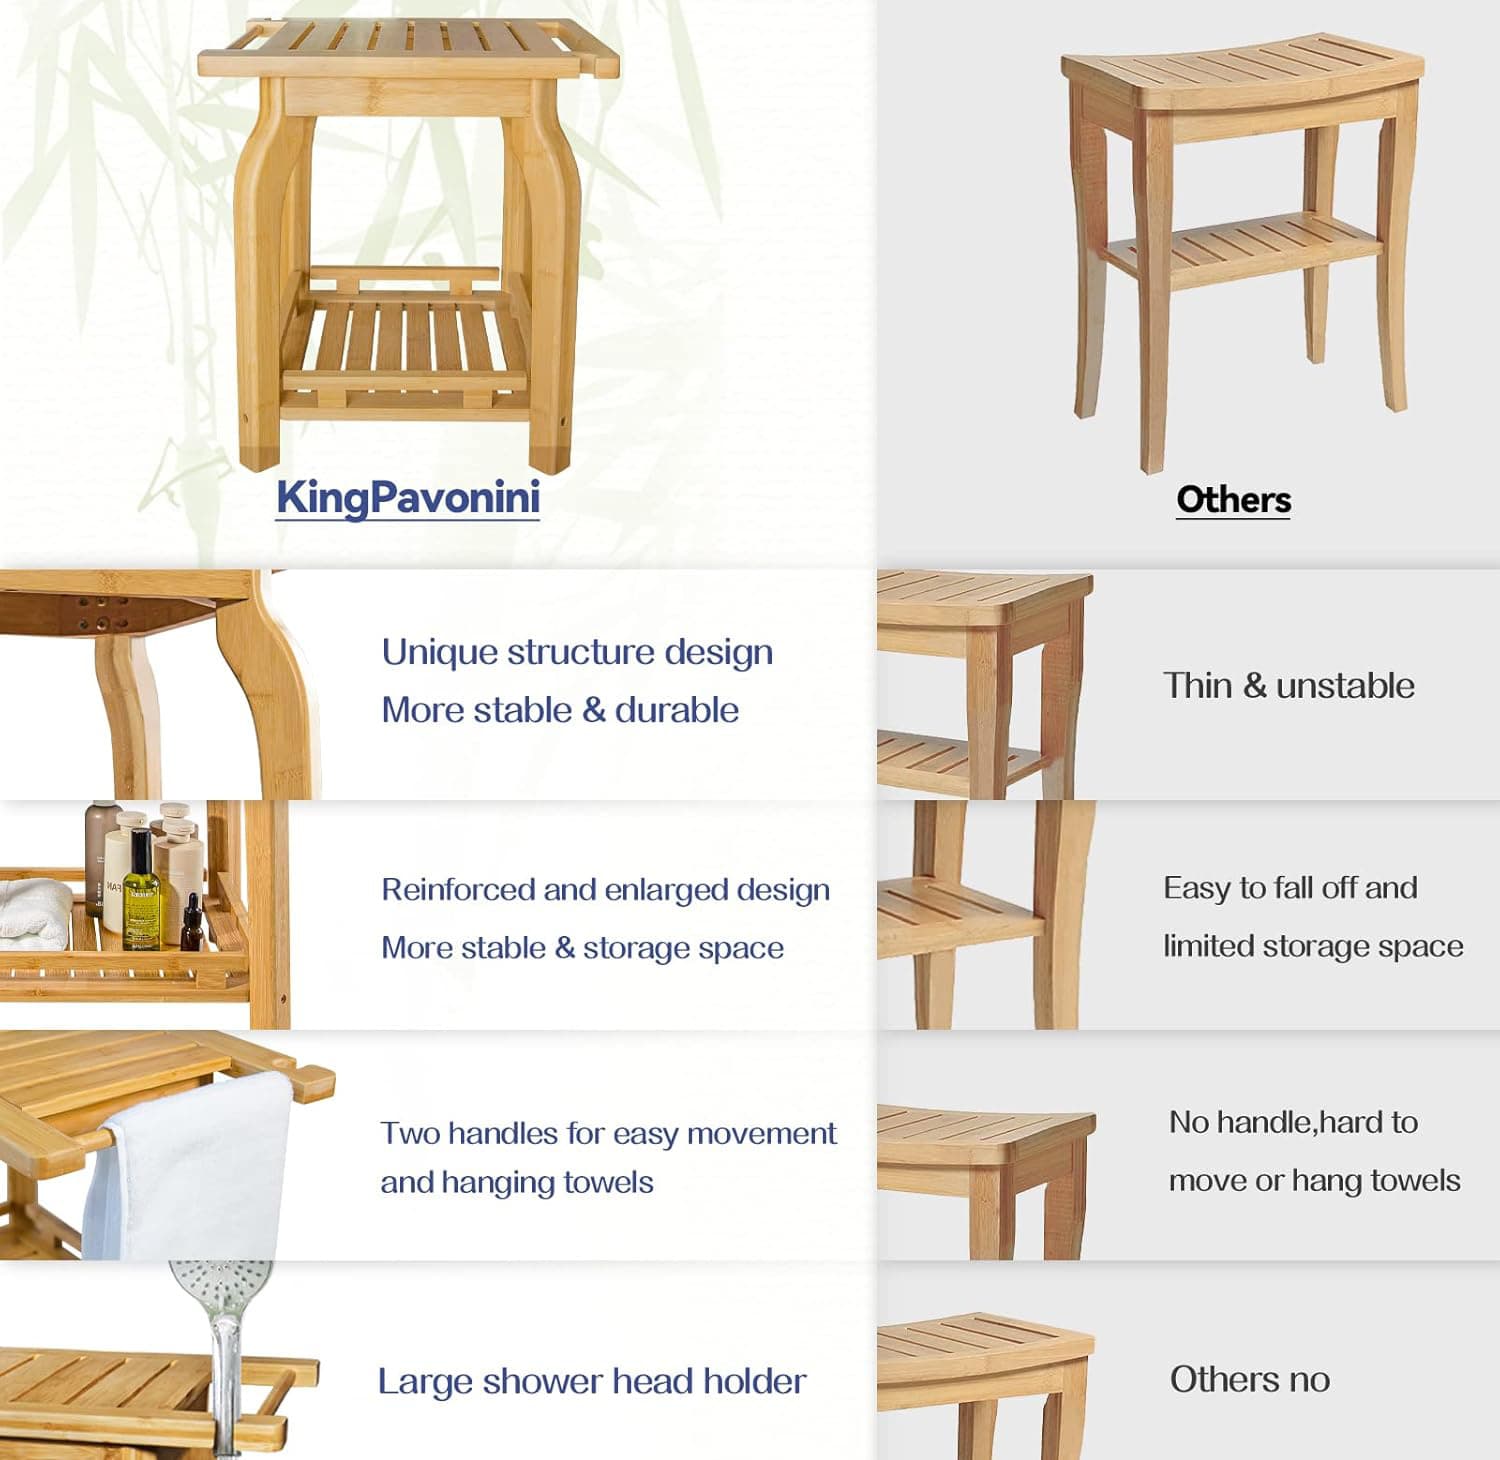 KingPavonini
Others
Unique structure design
More stable & durable
Thin & unstable
Reinforced and enlarged design
More stable & storage space
Easy to fall off and
limited storage space
Two handles for easy movement
and hanging towels
No handle,hard to
move or hang towels
Large shower head holder
Others no